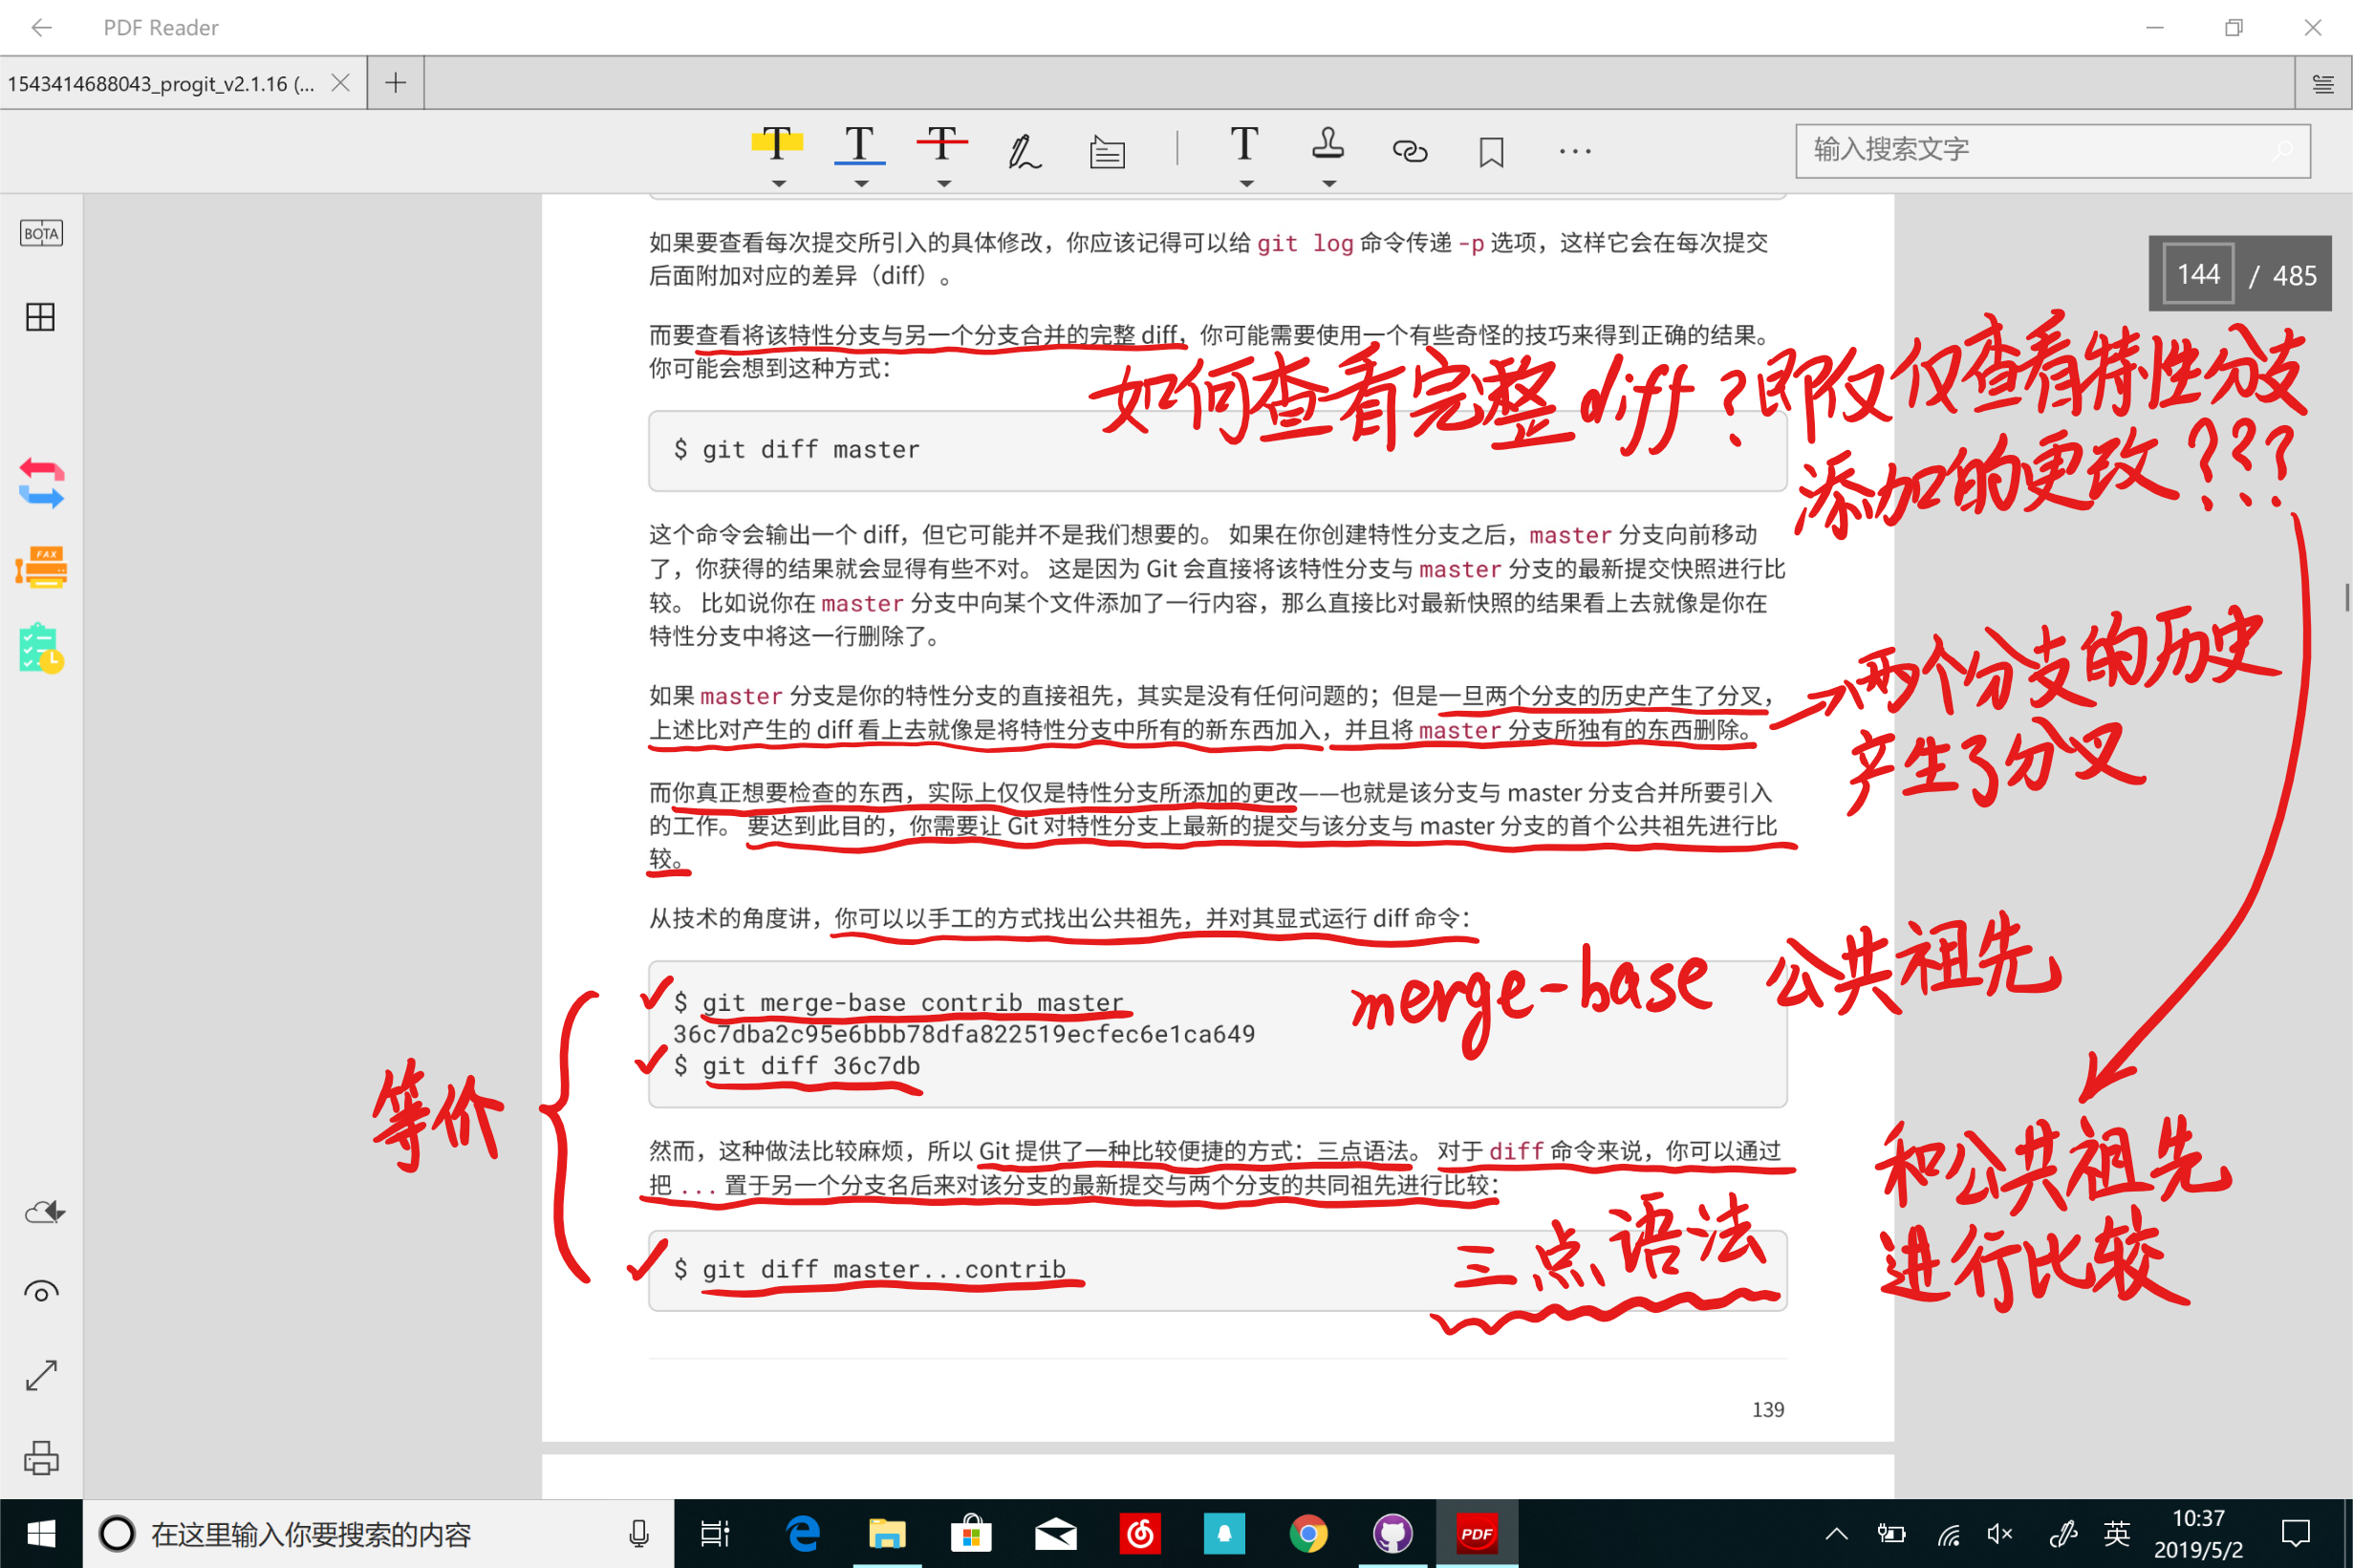 PDF Reader
1543414688043_progit_v2.1.16 (...
T T T T
输入搜索文字
BOTA
144 / 485
如果要查看每次提交所引入的具体修改，你应该记得可以给 git log 命令传递 -p 选项，这样它会在每次提交
后面附加对应的差异（diff）。
而要查看将该特性分支与另一个分支合并的完整 diff，你可能需要使用一个有些奇怪的技巧来得到正确的结果。
你可能会想到这种方式：
如何查看完整 diff？即仅仅查看特性分支
添加的更改？？？
$ git diff master
FAX
这个命令会输出一个 diff，但它可能并不是我们想要的。 如果在你创建特性分支之后，master 分支向前移动
了，你获得的结果就会显得有些不对。 这是因为 Git 会直接将该特性分支与 master 分支的最新提交快照进行比
较。 比如说你在 master 分支中向某个文件添加了一行内容，那么直接比对最新快照的结果看上去就像是你在
特性分支中将这一行删除了。
如果 master 分支是你的特性分支的直接祖先，其实是没有任何问题的；但是一旦两个分支的历史产生了分叉，
上述比对产生的 diff 看上去就像是将特性分支中所有的新东西加入，并且将 master 分支所独有的东西删除。
两个分支的历史
产生了分叉
而你真正想要检查的东西，实际上仅仅是特性分支所添加的更改——也就是该分支与 master 分支合并所要引入
的工作。 要达到此目的，你需要让 Git 对特性分支上最新的提交与该分支与 master 分支的首个公共祖先进行比
较。
从技术的角度讲，你可以以手工的方式找出公共祖先，并对其显式运行 diff 命令：
$ git merge-base contrib master
36c7dba2c95e6bbb78dfa822519ecfec6e1ca649
$ git diff 36c7db
merge-base 公共祖先
等价
然而，这种做法比较麻烦，所以 Git 提供了一种比较便捷的方式：三点语法。 对于 diff 命令来说，你可以通过
把 ... 置于另一个分支名后来对该分支的最新提交与两个分支的共同祖先进行比较：
和公共祖先
进行比较
$ git diff master...contrib
三点语法
139
在这里输入你要搜索的内容
PDF
英
10:37
2019/5/2